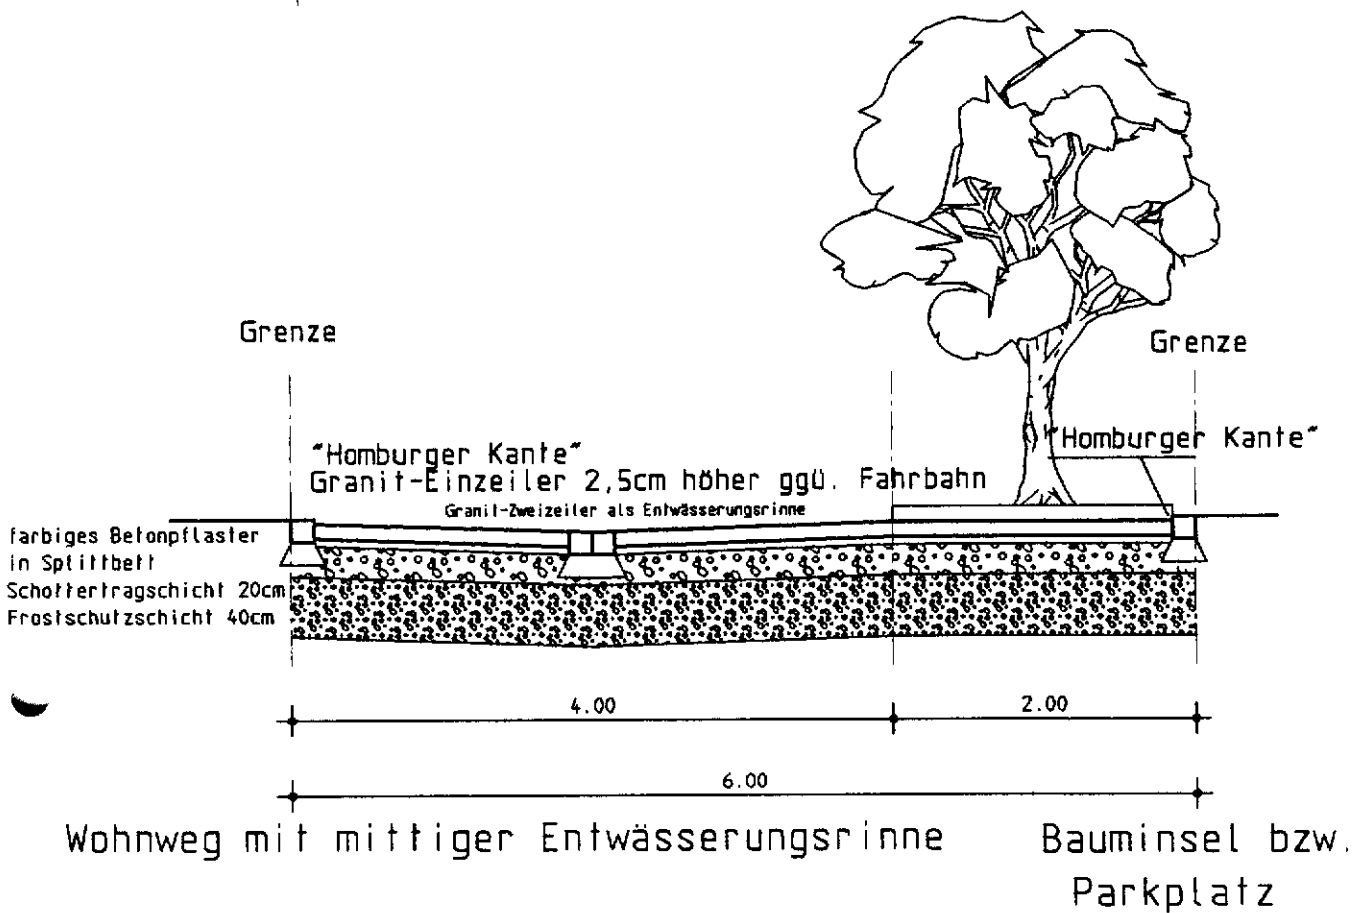 Grenze
Grenze
"Homburger Kante"
"Homburger Kante"
Granit-Einzeiler 2,5cm höher ggü. Fahrbahn
Granit-Zweizeiler als Entwässerungsrinne
farbiges Betonpflaster
in Splittbett
Schottertragschicht 20cm
Frostschutzschicht 40cm
4.00
2.00
6.00
Wohnweg mit mittiger Entwässerungsrinne
Bauminsel bzw.
Parkplatz